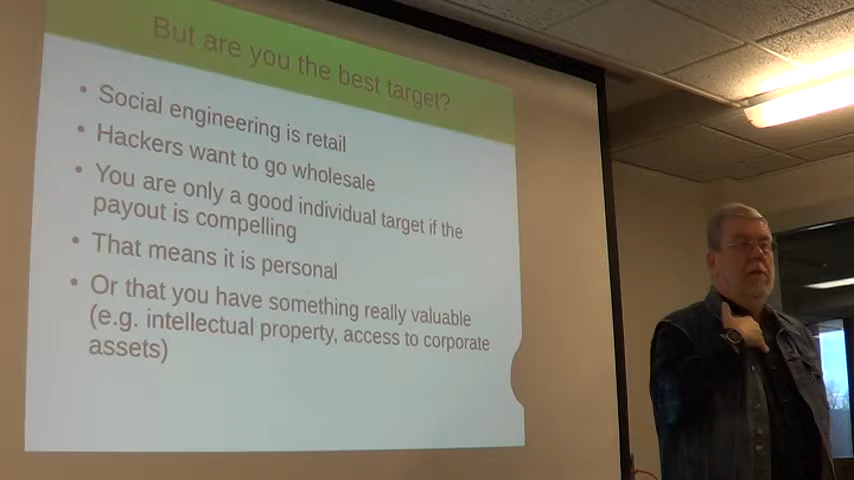 But are you the best target?
• Social engineering is retail
• Hackers want to go wholesale
• You are only a good individual target if the
payout is compelling
• That means it is personal
• Or that you have something really valuable
(e.g. intellectual property, access to corporate
assets)